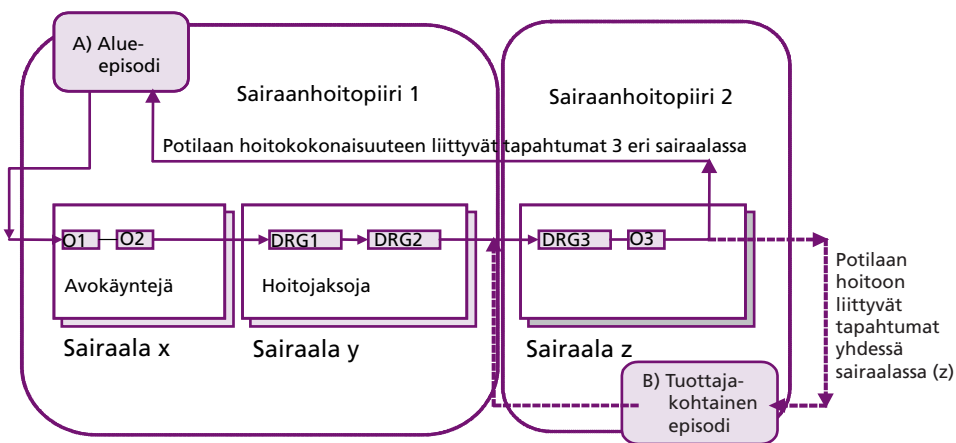 A) Alue-
episodi
Sairaanhoitopiiri 1
Sairaanhoitopiiri 2
Potilaan hoitokokonaisuuteen liittyvät tapahtumat 3 eri sairaalassa
O1
O2
DRG1
DRG2
DRG3
O3
Avokäyntejä
Hoitojaksoja
Sairaala x
Sairaala y
Sairaala z
Potilaan
hoitoon
liittyvät
tapahtumat
yhdessä
sairaalassa (z)
B) Tuottaja-
kohtainen
episodi